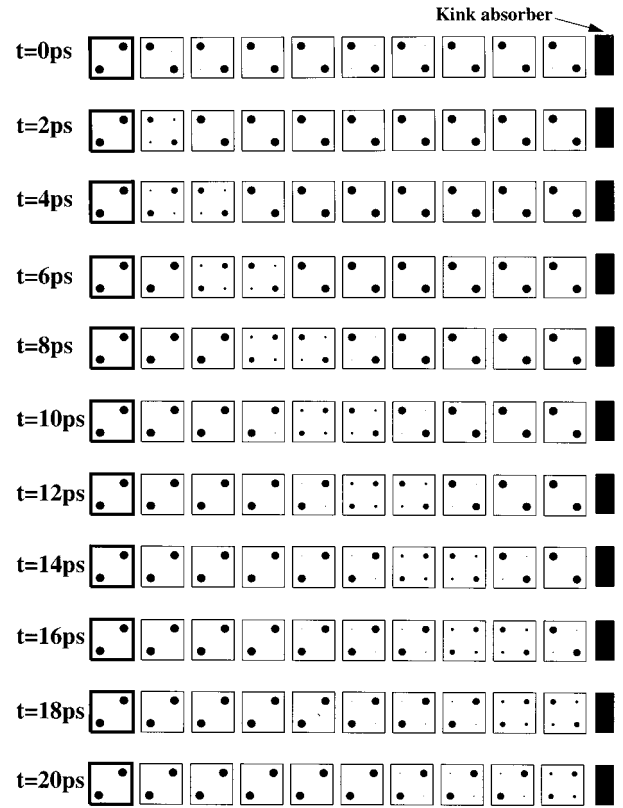 Kink absorber
t=0ps
t=2ps
t=4ps
t=6ps
t=8ps
t=10ps
t=12ps
t=14ps
t=16ps
t=18ps
t=20ps